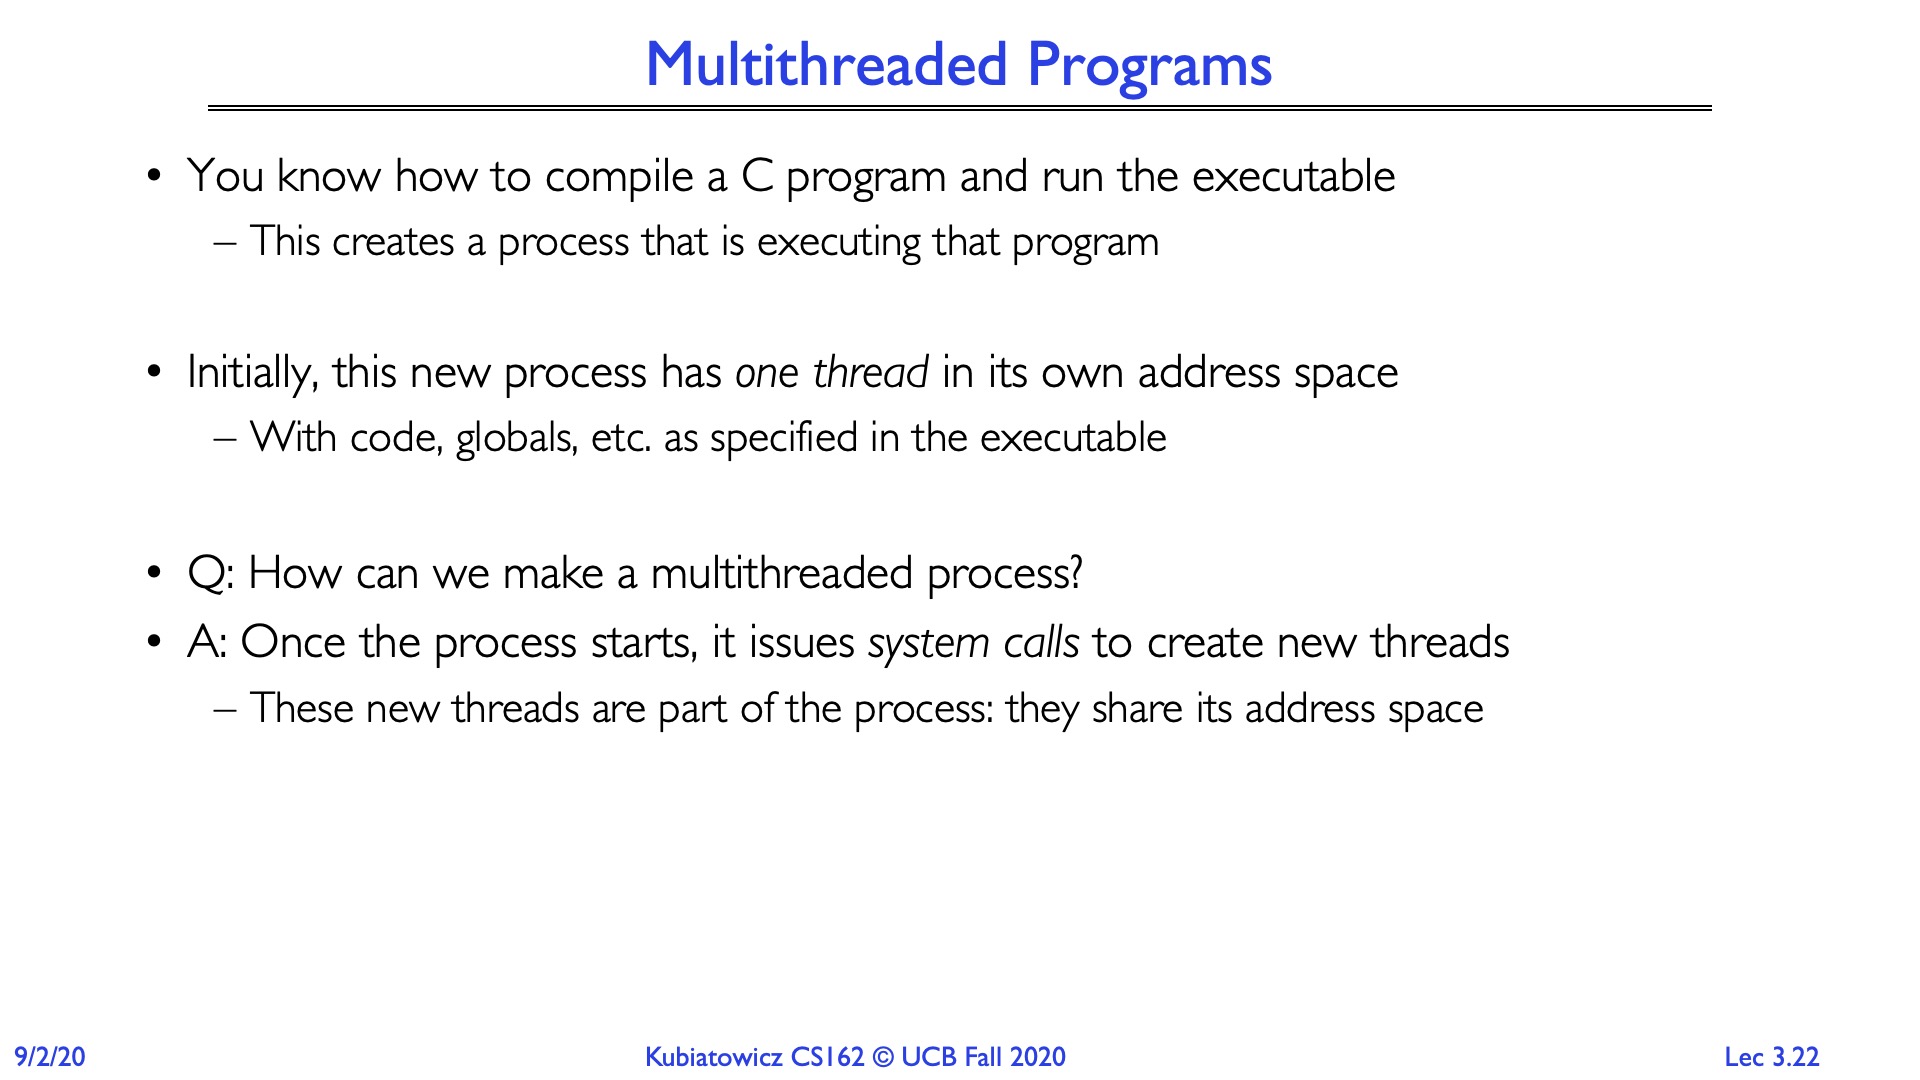 Multithreaded Programs
• You know how to compile a C program and run the executable
– This creates a process that is executing that program
• Initially, this new process has one thread in its own address space
– With code, globals, etc. as specified in the executable
• Q: How can we make a multithreaded process?
• A: Once the process starts, it issues system calls to create new threads
– These new threads are part of the process: they share its address space
9/2/20
Kubiatowicz CS162 © UCB Fall 2020
Lec 3.22